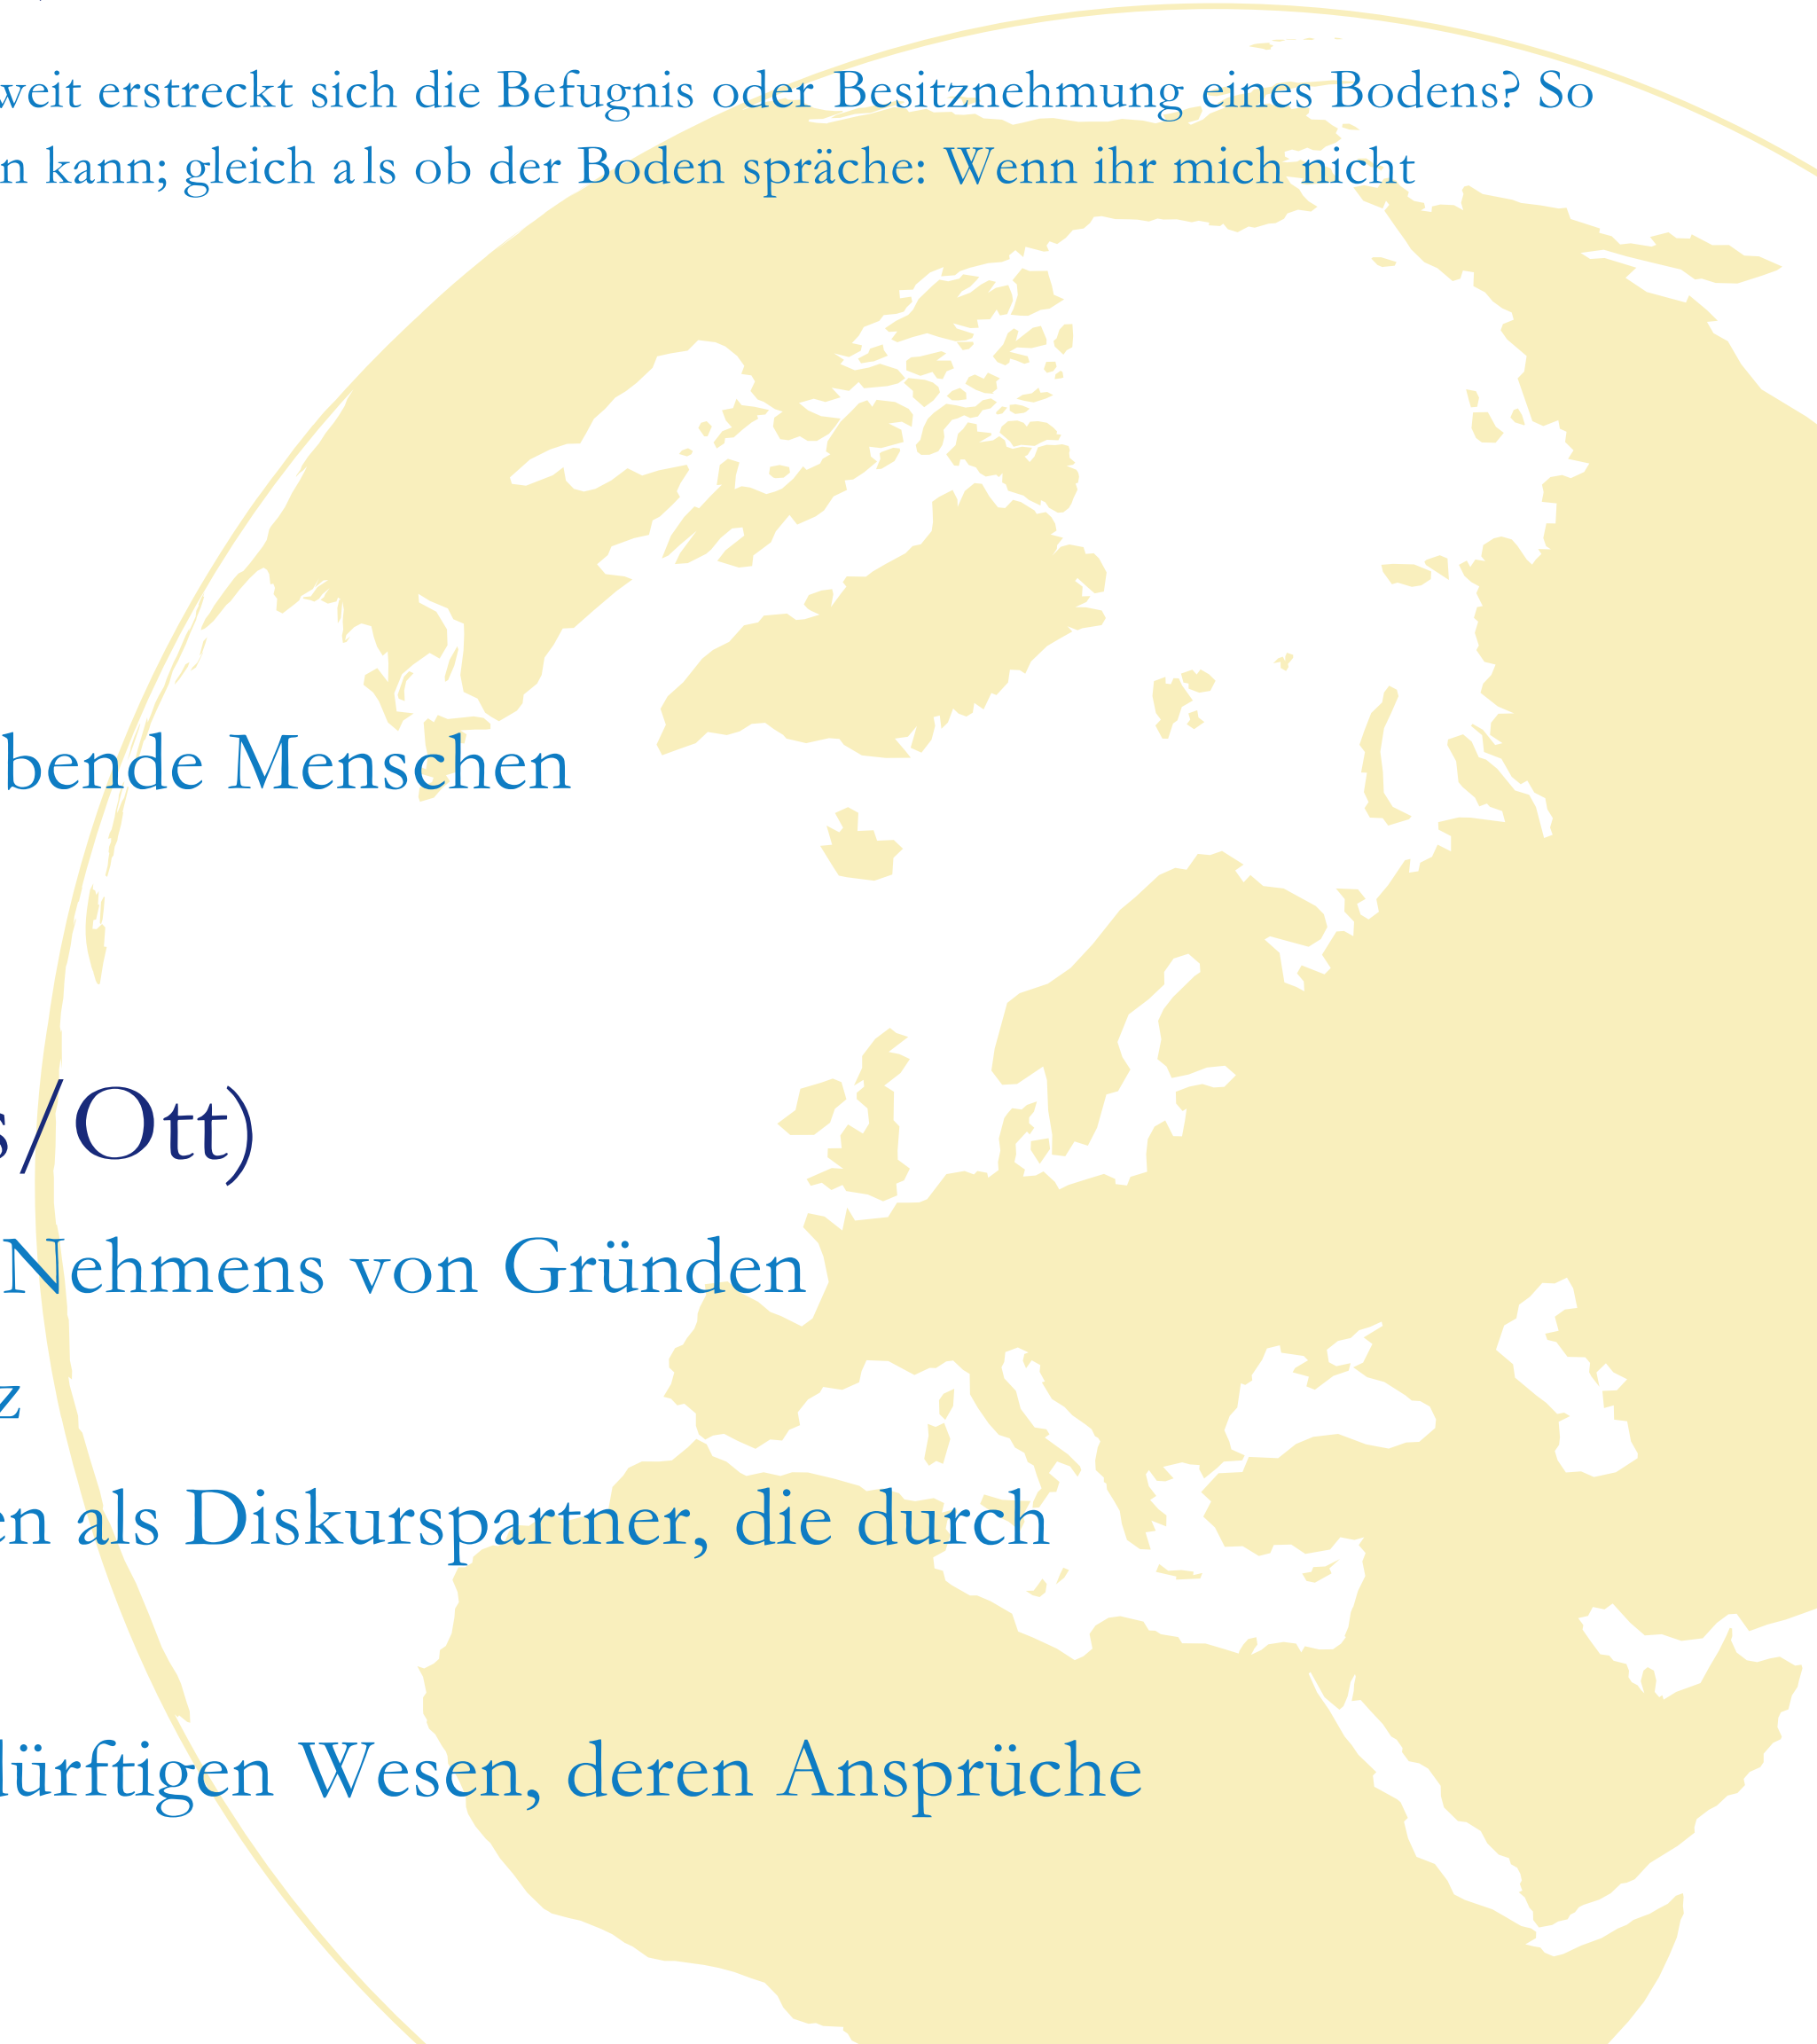 weit erstreckt sich die Befugnis oder Besitznehmung eines Bodens? So
n kann; gleich als ob der Boden spräche: Wenn ihr mich nicht
bende Menschen
s/Ott)
Nehmens von Gründen
z
en als Diskurspartner, die durch
dürftigen Wesen, deren Ansprüche